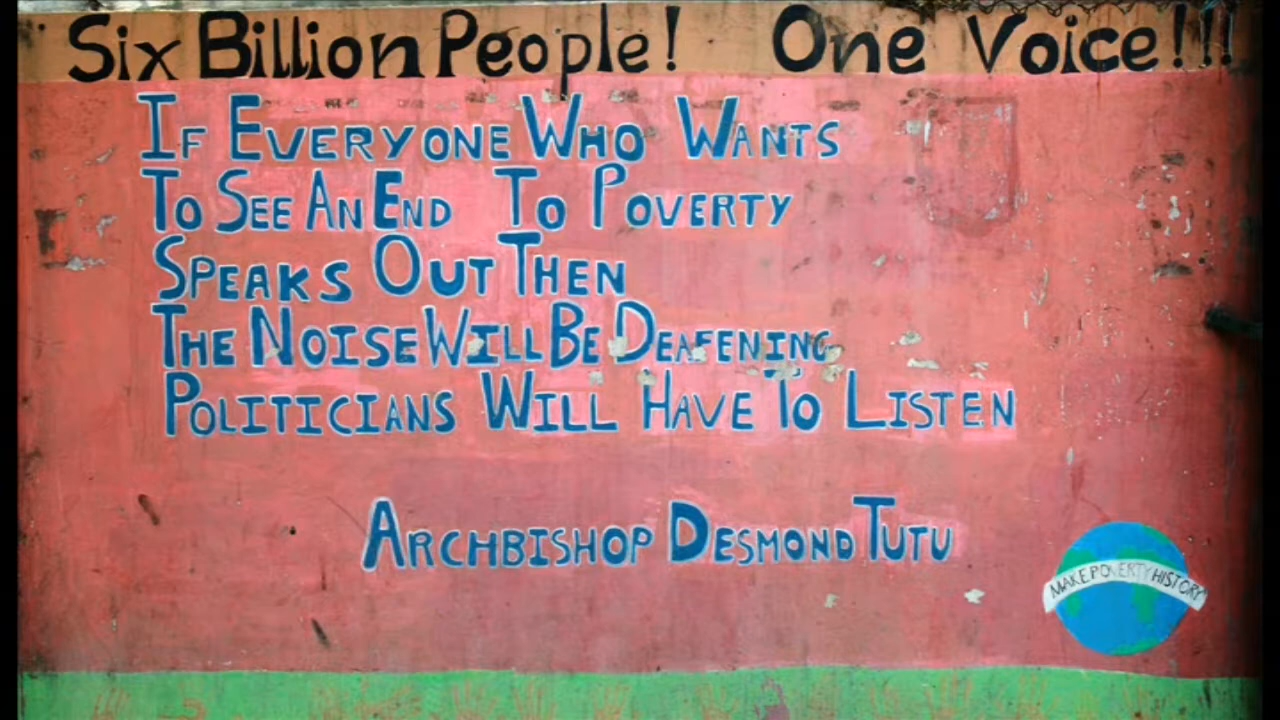 Six Billion People! One Voice!!!
If Everyone Who Wants
To See An End To Poverty
Speaks Out Then
The Noise Will Be Deafening
Politicians Will Have To Listen
Archbishop Desmond Tutu
MAKE POVERTY HISTORY